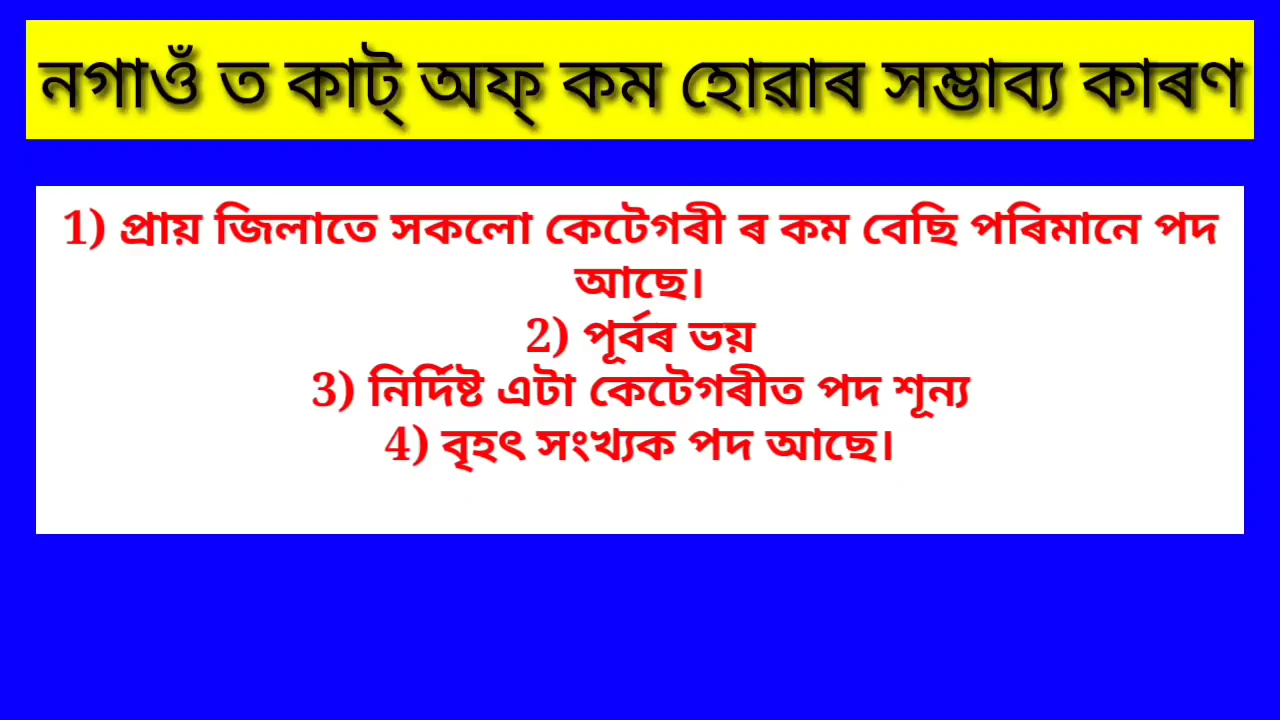 নগাওঁ ত কাট্ অফ্ কম হোৱাৰ সম্ভাব্য কাৰণ
1) প্ৰায় জিলাতে সকলো কেটেগৰী ৰ কম বেছি পৰিমানে পদ
আছে।
2) পূৰ্বৰ ভয়
3) নিৰ্দিষ্ট এটা কেটেগৰীত পদ শূন্য
4) বৃহৎ সংখ্যক পদ আছে।